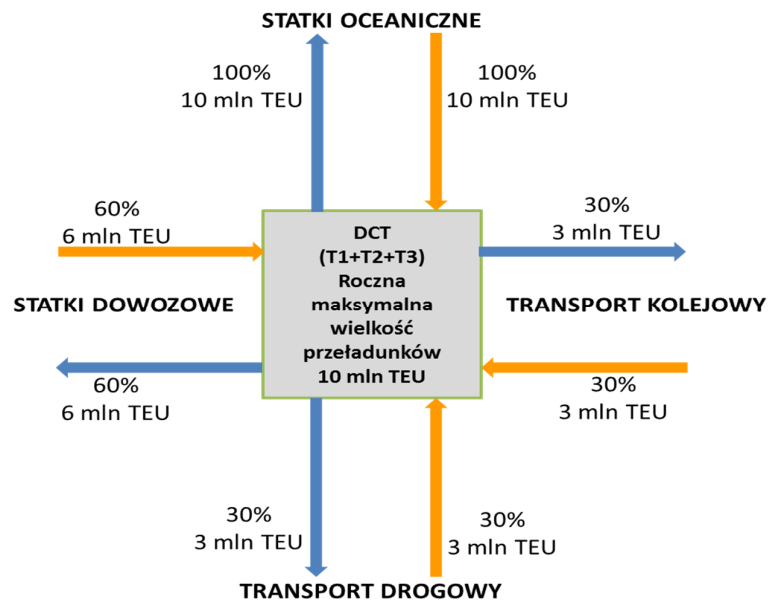 STATKI OCEANICZNE
100%
10 mln TEU
100%
10 mln TEU
60%
6 mln TEU
30%
3 mln TEU
DCT
(T1+T2+T3)
Roczna
maksymalna
wielkość
przeładunków
10 mln TEU
STATKI DOWOZOWE
TRANSPORT KOLEJOWY
60%
6 mln TEU
30%
3 mln TEU
30%
3 mln TEU
30%
3 mln TEU
TRANSPORT DROGOWY